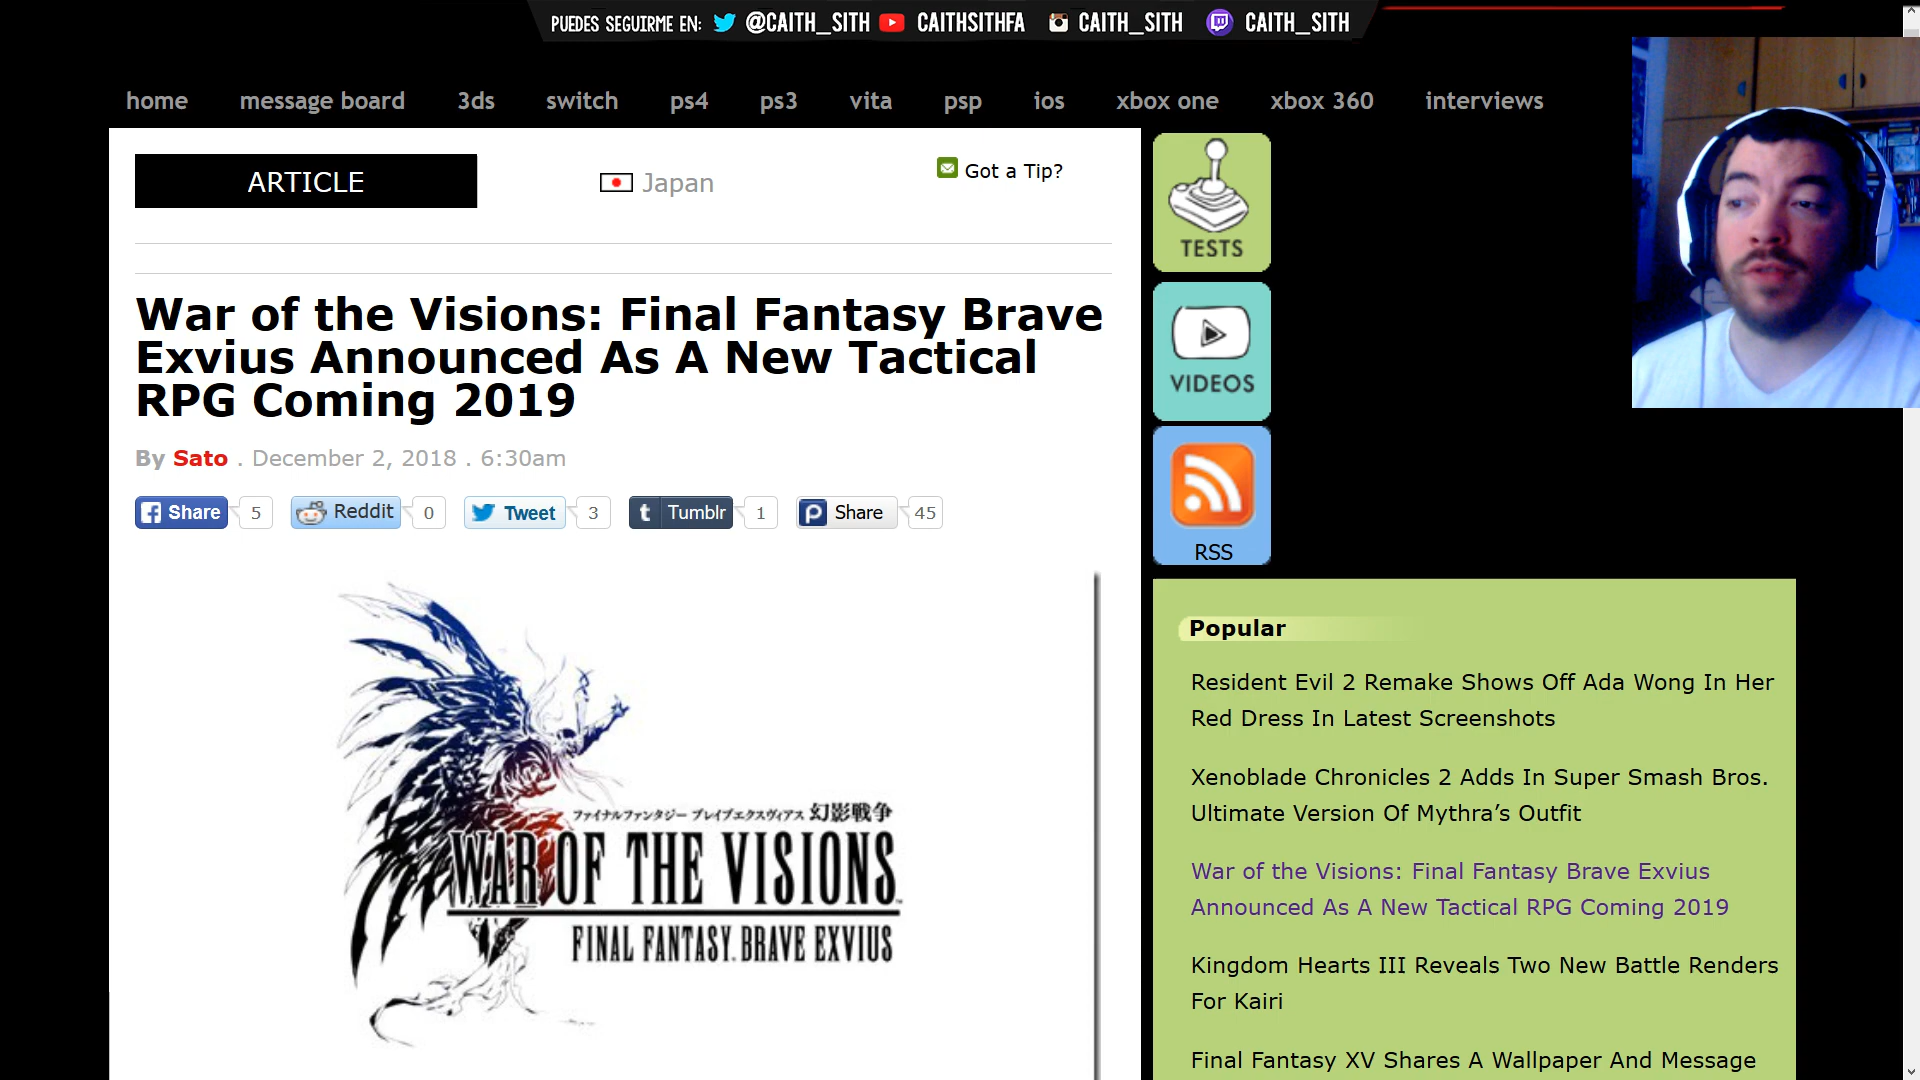 PUEDES SEGUIRME EN: @CAITH_SITH CAITHSITHFA CAITH_SITH CAITH_SITH
home message board 3ds switch ps4 ps3 vita psp ios xbox one xbox 360 interviews
ARTICLE
Japan
Got a Tip?
War of the Visions: Final Fantasy Brave
Exvius Announced As A New Tactical
RPG Coming 2019
By Sato . December 2, 2018 . 6:30am
Share 5 Reddit 0 Tweet 3 Tumblr 1 Share 45
ファイナルファンタジー ブレイブエクスヴィアス 幻影戦争
WAR OF THE VISIONS™
FINAL FANTASY. BRAVE EXVIUS
TESTS
VIDEOS
RSS
Popular
Resident Evil 2 Remake Shows Off Ada Wong In Her
Red Dress In Latest Screenshots
Xenoblade Chronicles 2 Adds In Super Smash Bros.
Ultimate Version Of Mythra’s Outfit
War of the Visions: Final Fantasy Brave Exvius
Announced As A New Tactical RPG Coming 2019
Kingdom Hearts III Reveals Two New Battle Renders
For Kairi
Final Fantasy XV Shares A Wallpaper And Message